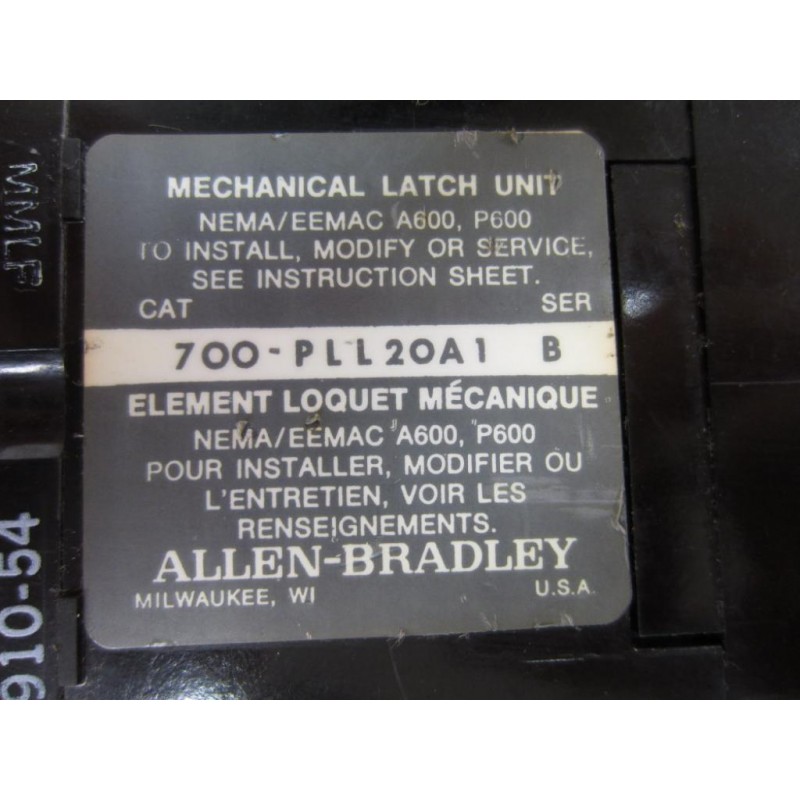 MECHANICAL LATCH UNIT
NEMA/EEMAC A600, P600
TO INSTALL, MODIFY OR SERVICE,
SEE INSTRUCTION SHEET.
CAT SER
700-PLL20A1 B
ELEMENT LOQUET MÉCANIQUE
NEMA/EEMAC A600, P600
POUR INSTALLER, MODIFIER OU
L'ENTRETIEN, VOIR LES
RENSEIGNEMENTS.
ALLEN-BRADLEY
MILWAUKEE, WI U.S.A.
910-54